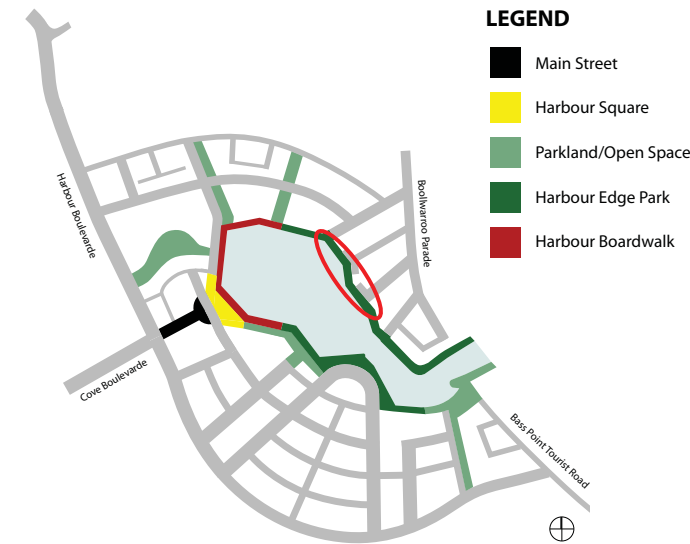 LEGEND
Main Street
Harbour Square
Parkland/Open Space
Harbour Edge Park
Harbour Boardwalk
Harbour Boulevarde
Boollwarroo Parade
Cove Boulevarde
Bass Point Tourist Road